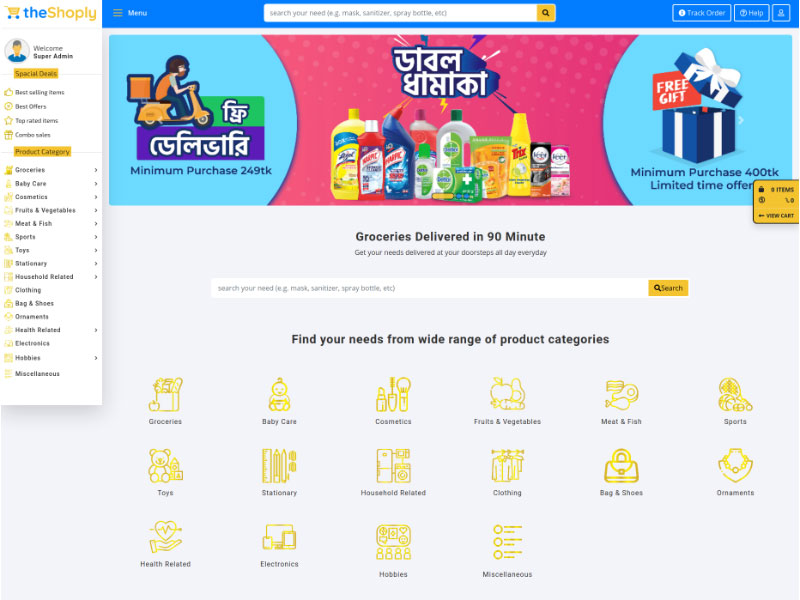 theShoply
Menu
search your need (e.g. mask, sanitizer, spray bottle, etc)
Track Order
Help
Welcome
Super Admin
Spacial Deals
Best selling items
Best Offers
Top rated items
Combo sales
Product Category
Groceries
Baby Care
Cosmetics
Fruits & Vegetables
Meat & Fish
Sports
Toys
Stationary
Household Related
Clothing
Bag & Shoes
Ornaments
Health Related
Electronics
Hobbies
Miscellaneous
ফ্রি
ডেলিভারি
Minimum Purchase 249tk
ডাবল
ধামাকা
HARPIC
HARPIC
Dettol
Trix
Veet
Veet
FREE
GIFT
Minimum Purchase 400tk
Limited time offer
0 ITEMS
৳ 0
VIEW CART
Groceries Delivered in 90 Minute
Get your needs delivered at your doorsteps all day everyday
search your need (e.g. mask, sanitizer, spray bottle, etc)
Search
Find your needs from wide range of product categories
Groceries
Baby Care
Cosmetics
Fruits & Vegetables
Meat & Fish
Sports
Toys
Stationary
Household Related
Clothing
Bag & Shoes
Ornaments
Health Related
Electronics
Hobbies
Miscellaneous